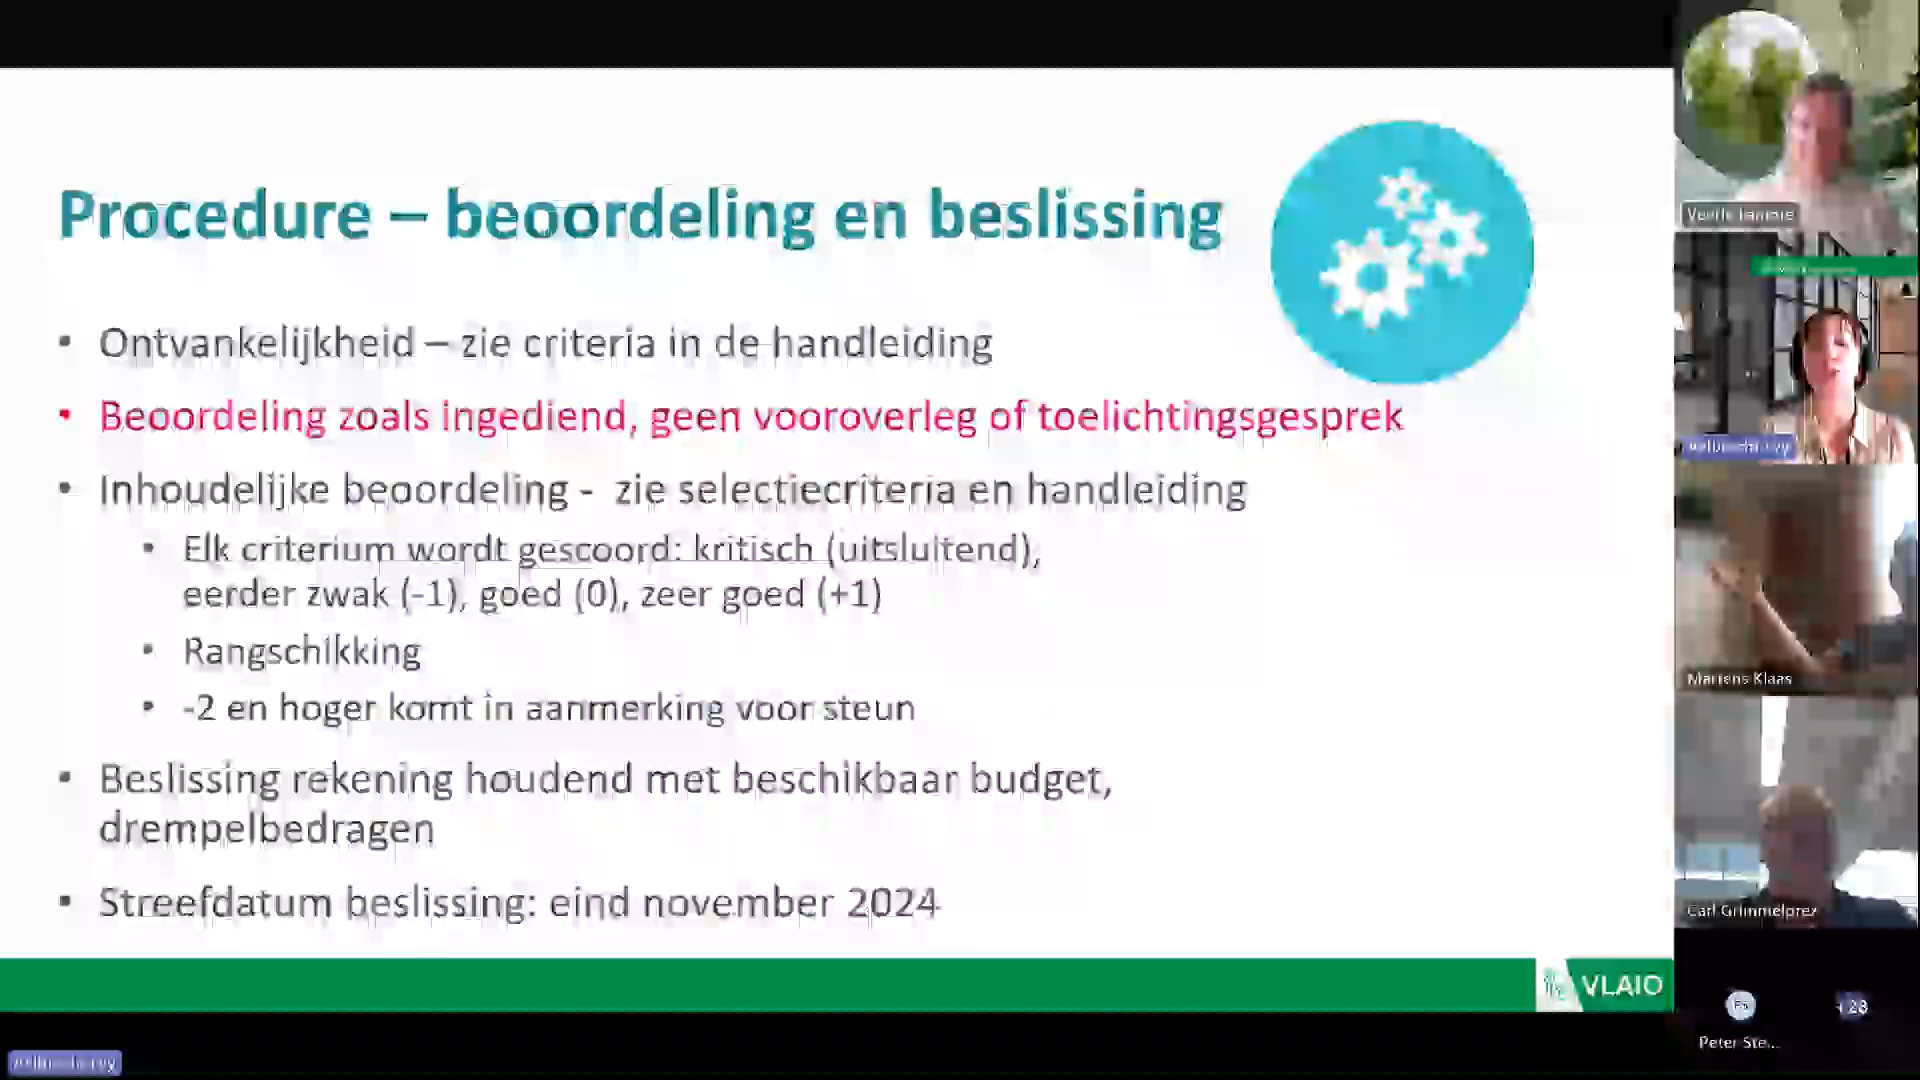 Procedure – beoordeling en beslissing
• Ontvankelijkheid – zie criteria in de handleiding
• Beoordeling zoals ingediend, geen vooroverleg of toelichtingsgesprek
• Inhoudelijke beoordeling - zie selectiecriteria en handleiding
• Elk criterium wordt gescoord: kritisch (uitsluitend),
eerder zwak (-1), goed (0), zeer goed (+1)
• Rangschikking
• -2 en hoger komt in aanmerking voor steun
• Beslissing rekening houdend met beschikbaar budget,
drempelbedragen
• Streefdatum beslissing: eind november 2024
VLAIO
Martens Klaas
Carl Grimmelprez
Peter Ste...